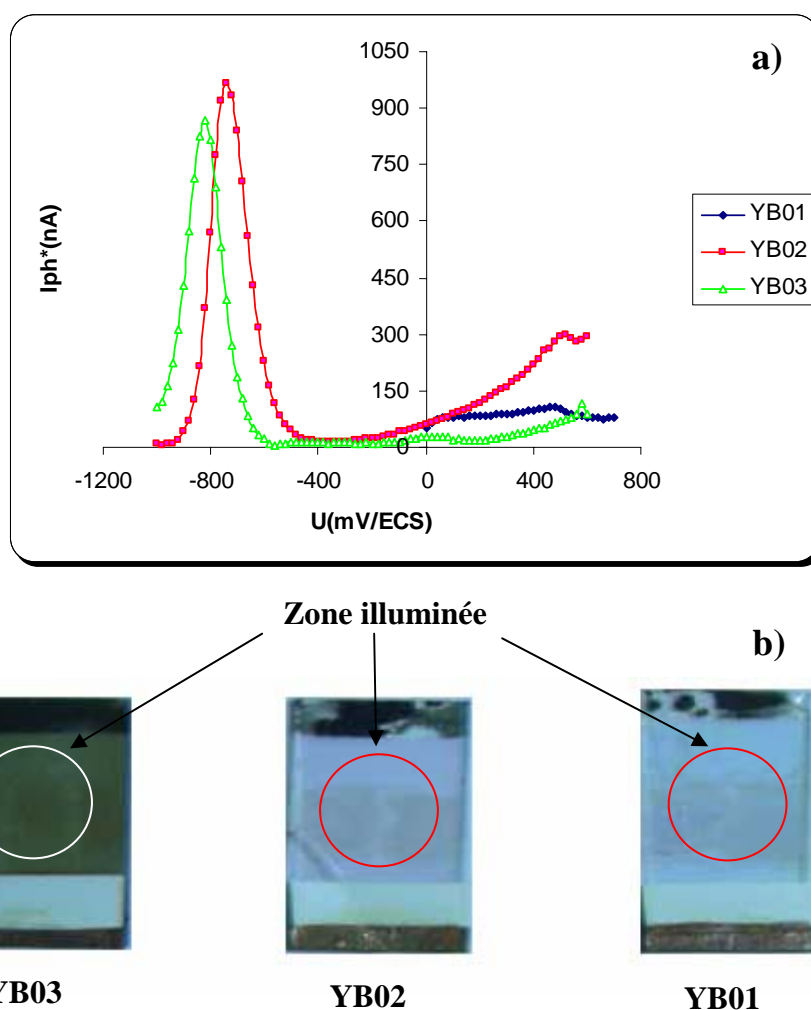 a)
1050
900
750
600
450
300
150
0
Iph*(nA)
-1200
-800
-400
0
400
800
U(mV/ECS)
YB01
YB02
YB03
Zone illuminée
b)
YB03
YB02
YB01